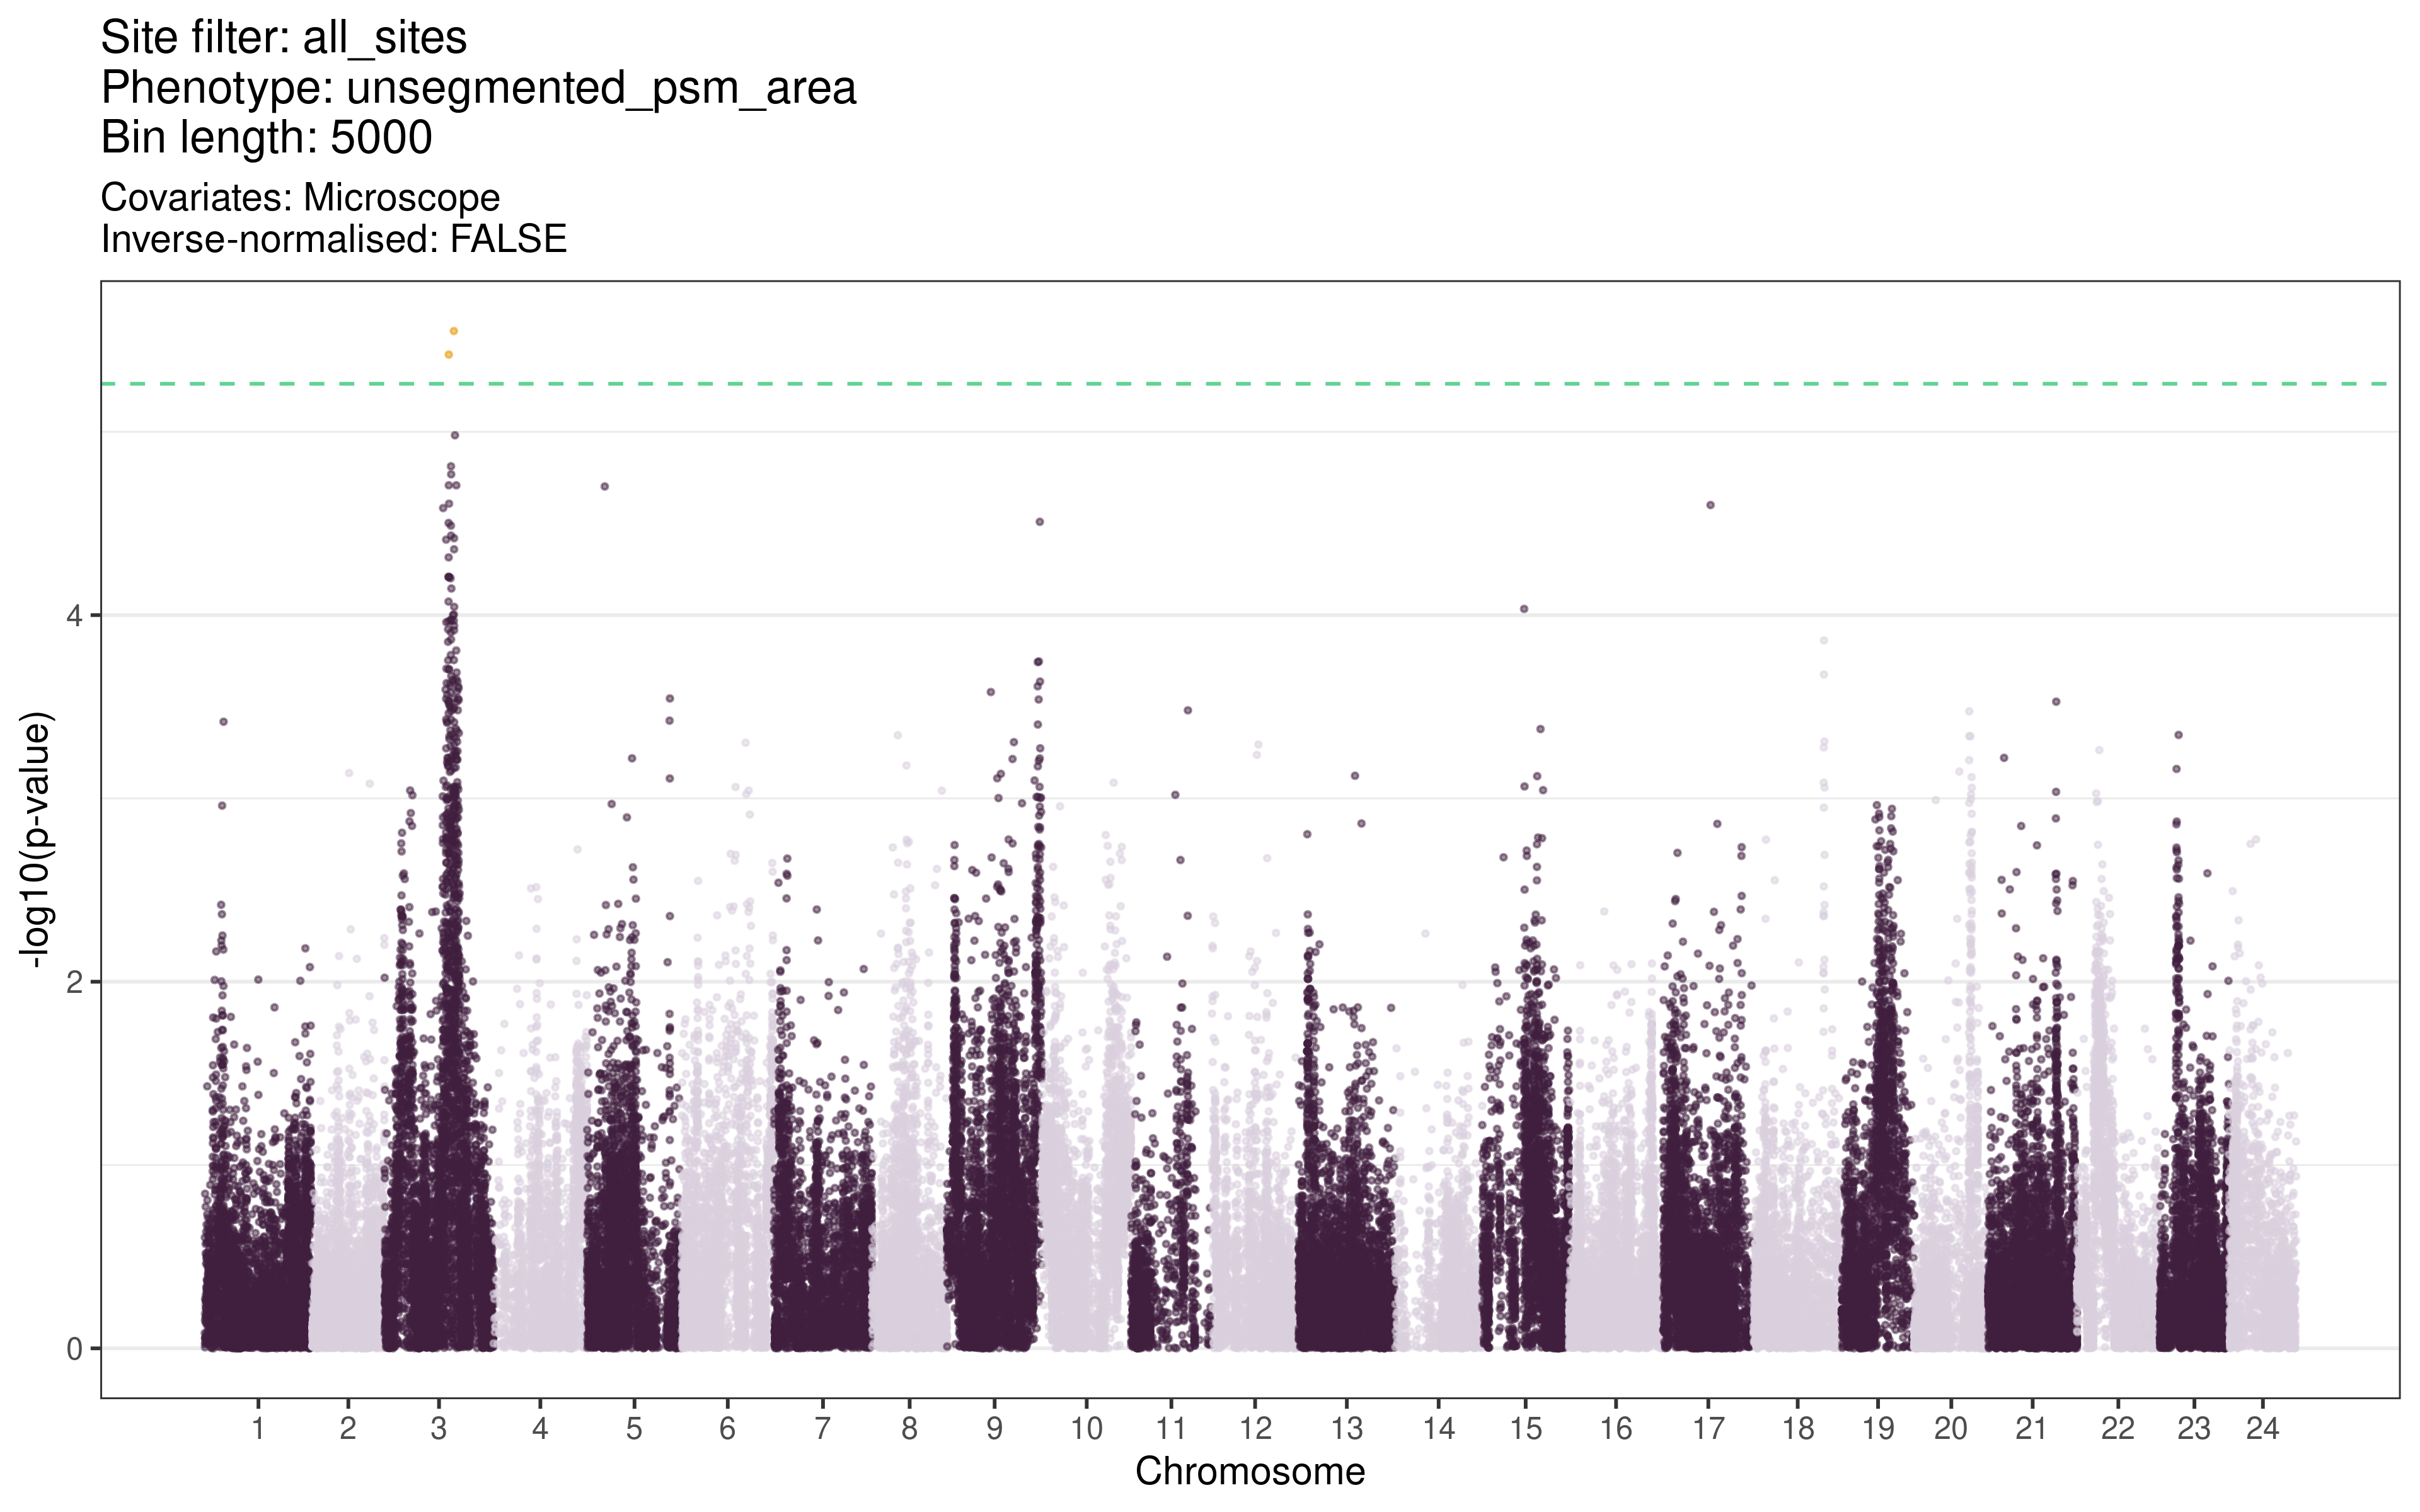 Site filter: all_sites
Phenotype: unsegmented_psm_area
Bin length: 5000
Covariates: Microscope
Inverse-normalised: FALSE
-log10(p-value)
4
2
0
1 2 3 4 5 6 7 8 9 10 11 12 13 14 15 16 17 18 19 20 21 22 23 24
Chromosome